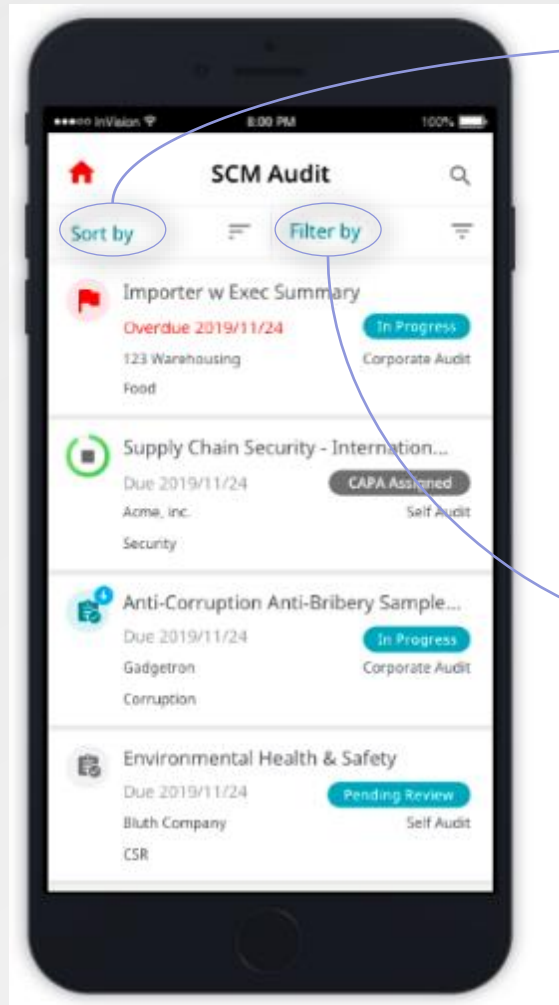 InVision 8:00 PM 100%
SCM Audit
Sort by Filter by
Importer w Exec Summary
Overdue 2019/11/24 In Progress
123 Warehousing Corporate Audit
Food
Supply Chain Security - Internation...
Due 2019/11/24 CAPA Assigned
Acme, Inc. Self Audit
Security
Anti-Corruption Anti-Bribery Sample...
Due 2019/11/24 In Progress
Gadgetron Corporate Audit
Corruption
Environmental Health & Safety
Due 2019/11/24 Pending Review
Bluth Company Self Audit
CSR